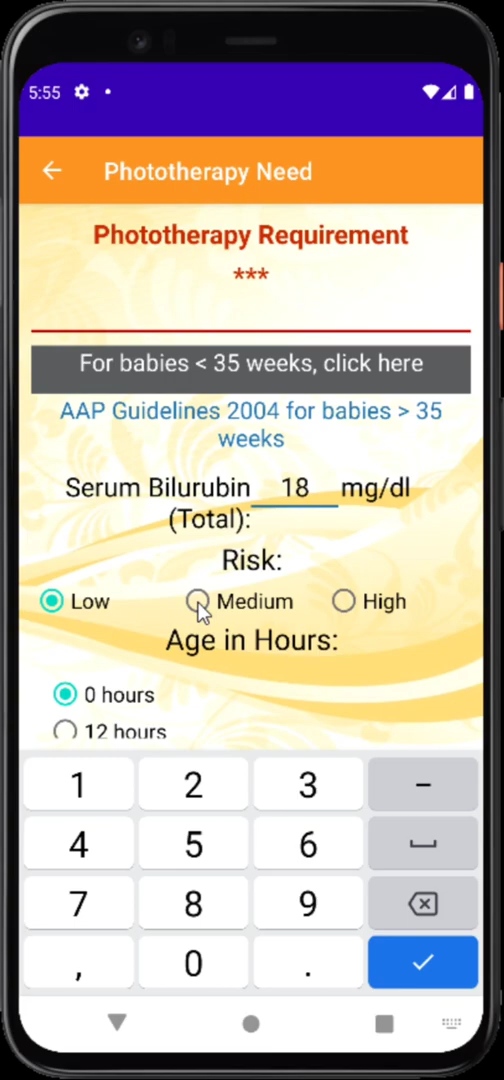 5:55
Phototherapy Need
Phototherapy Requirement
***
For babies < 35 weeks, click here
AAP Guidelines 2004 for babies > 35
weeks
Serum Bilurubin 18 mg/dl
(Total):
Risk:
Low Medium High
Age in Hours:
0 hours
12 hours
1 2 3 -
4 5 6
7 8 9
, 0 .